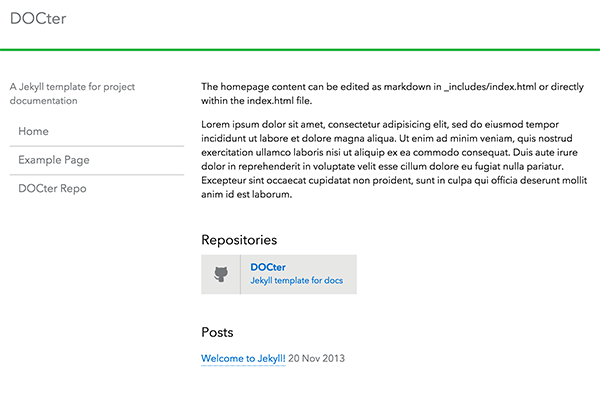 DOCter
A Jekyll template for project
documentation
Home
Example Page
DOCter Repo
The homepage content can be edited as markdown in _includes/index.html or directly
within the index.html file.
Lorem ipsum dolor sit amet, consectetur adipisicing elit, sed do eiusmod tempor
incididunt ut labore et dolore magna aliqua. Ut enim ad minim veniam, quis nostrud
exercitation ullamco laboris nisi ut aliquip ex ea commodo consequat. Duis aute irure
dolor in reprehenderit in voluptate velit esse cillum dolore eu fugiat nulla pariatur.
Excepteur sint occaecat cupidatat non proident, sunt in culpa qui officia deserunt mollit
anim id est laborum.
Repositories
DOCter
Jekyll template for docs
Posts
Welcome to Jekyll! 20 Nov 2013